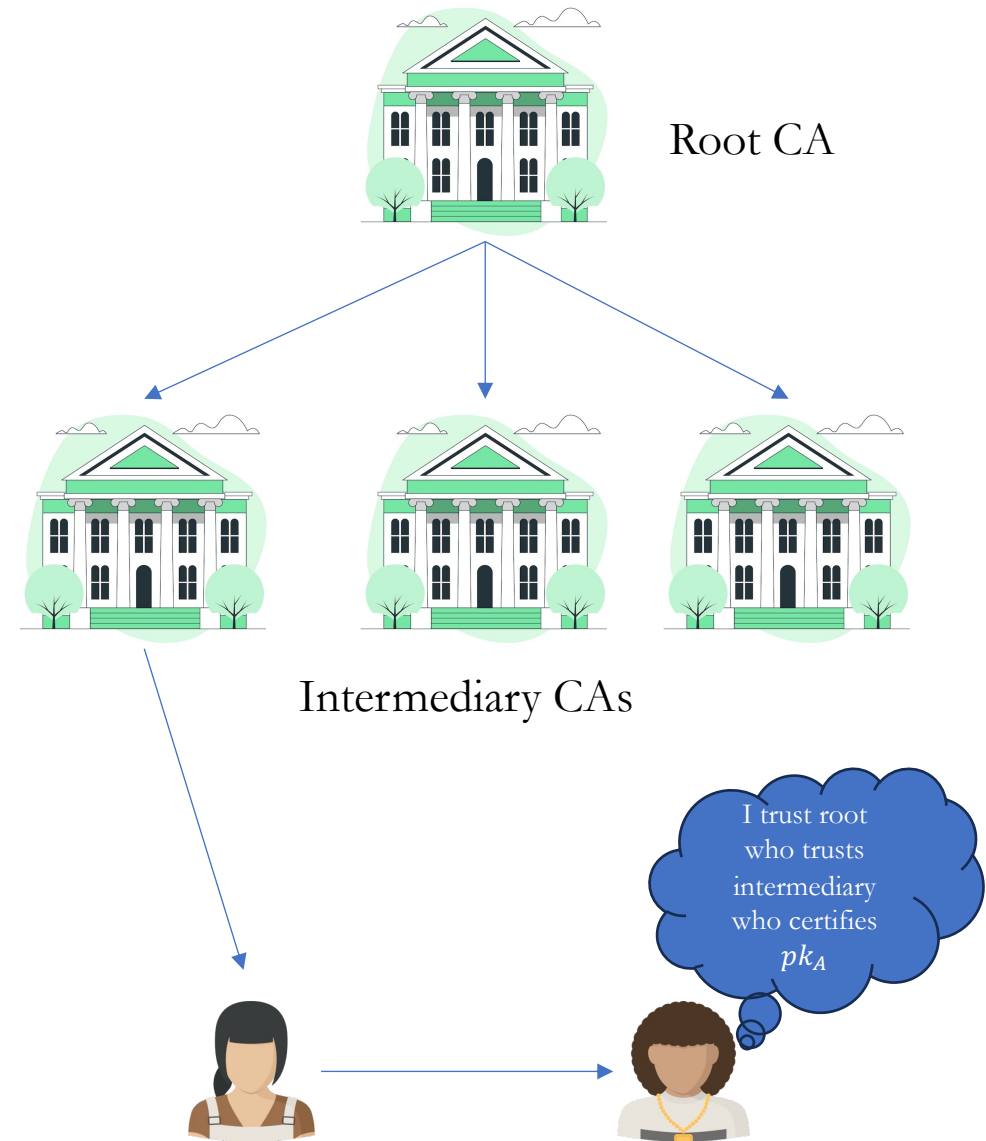 Root CA
Intermediary CAs
I trust root
who trusts
intermediary
who certifies
$pk_A$